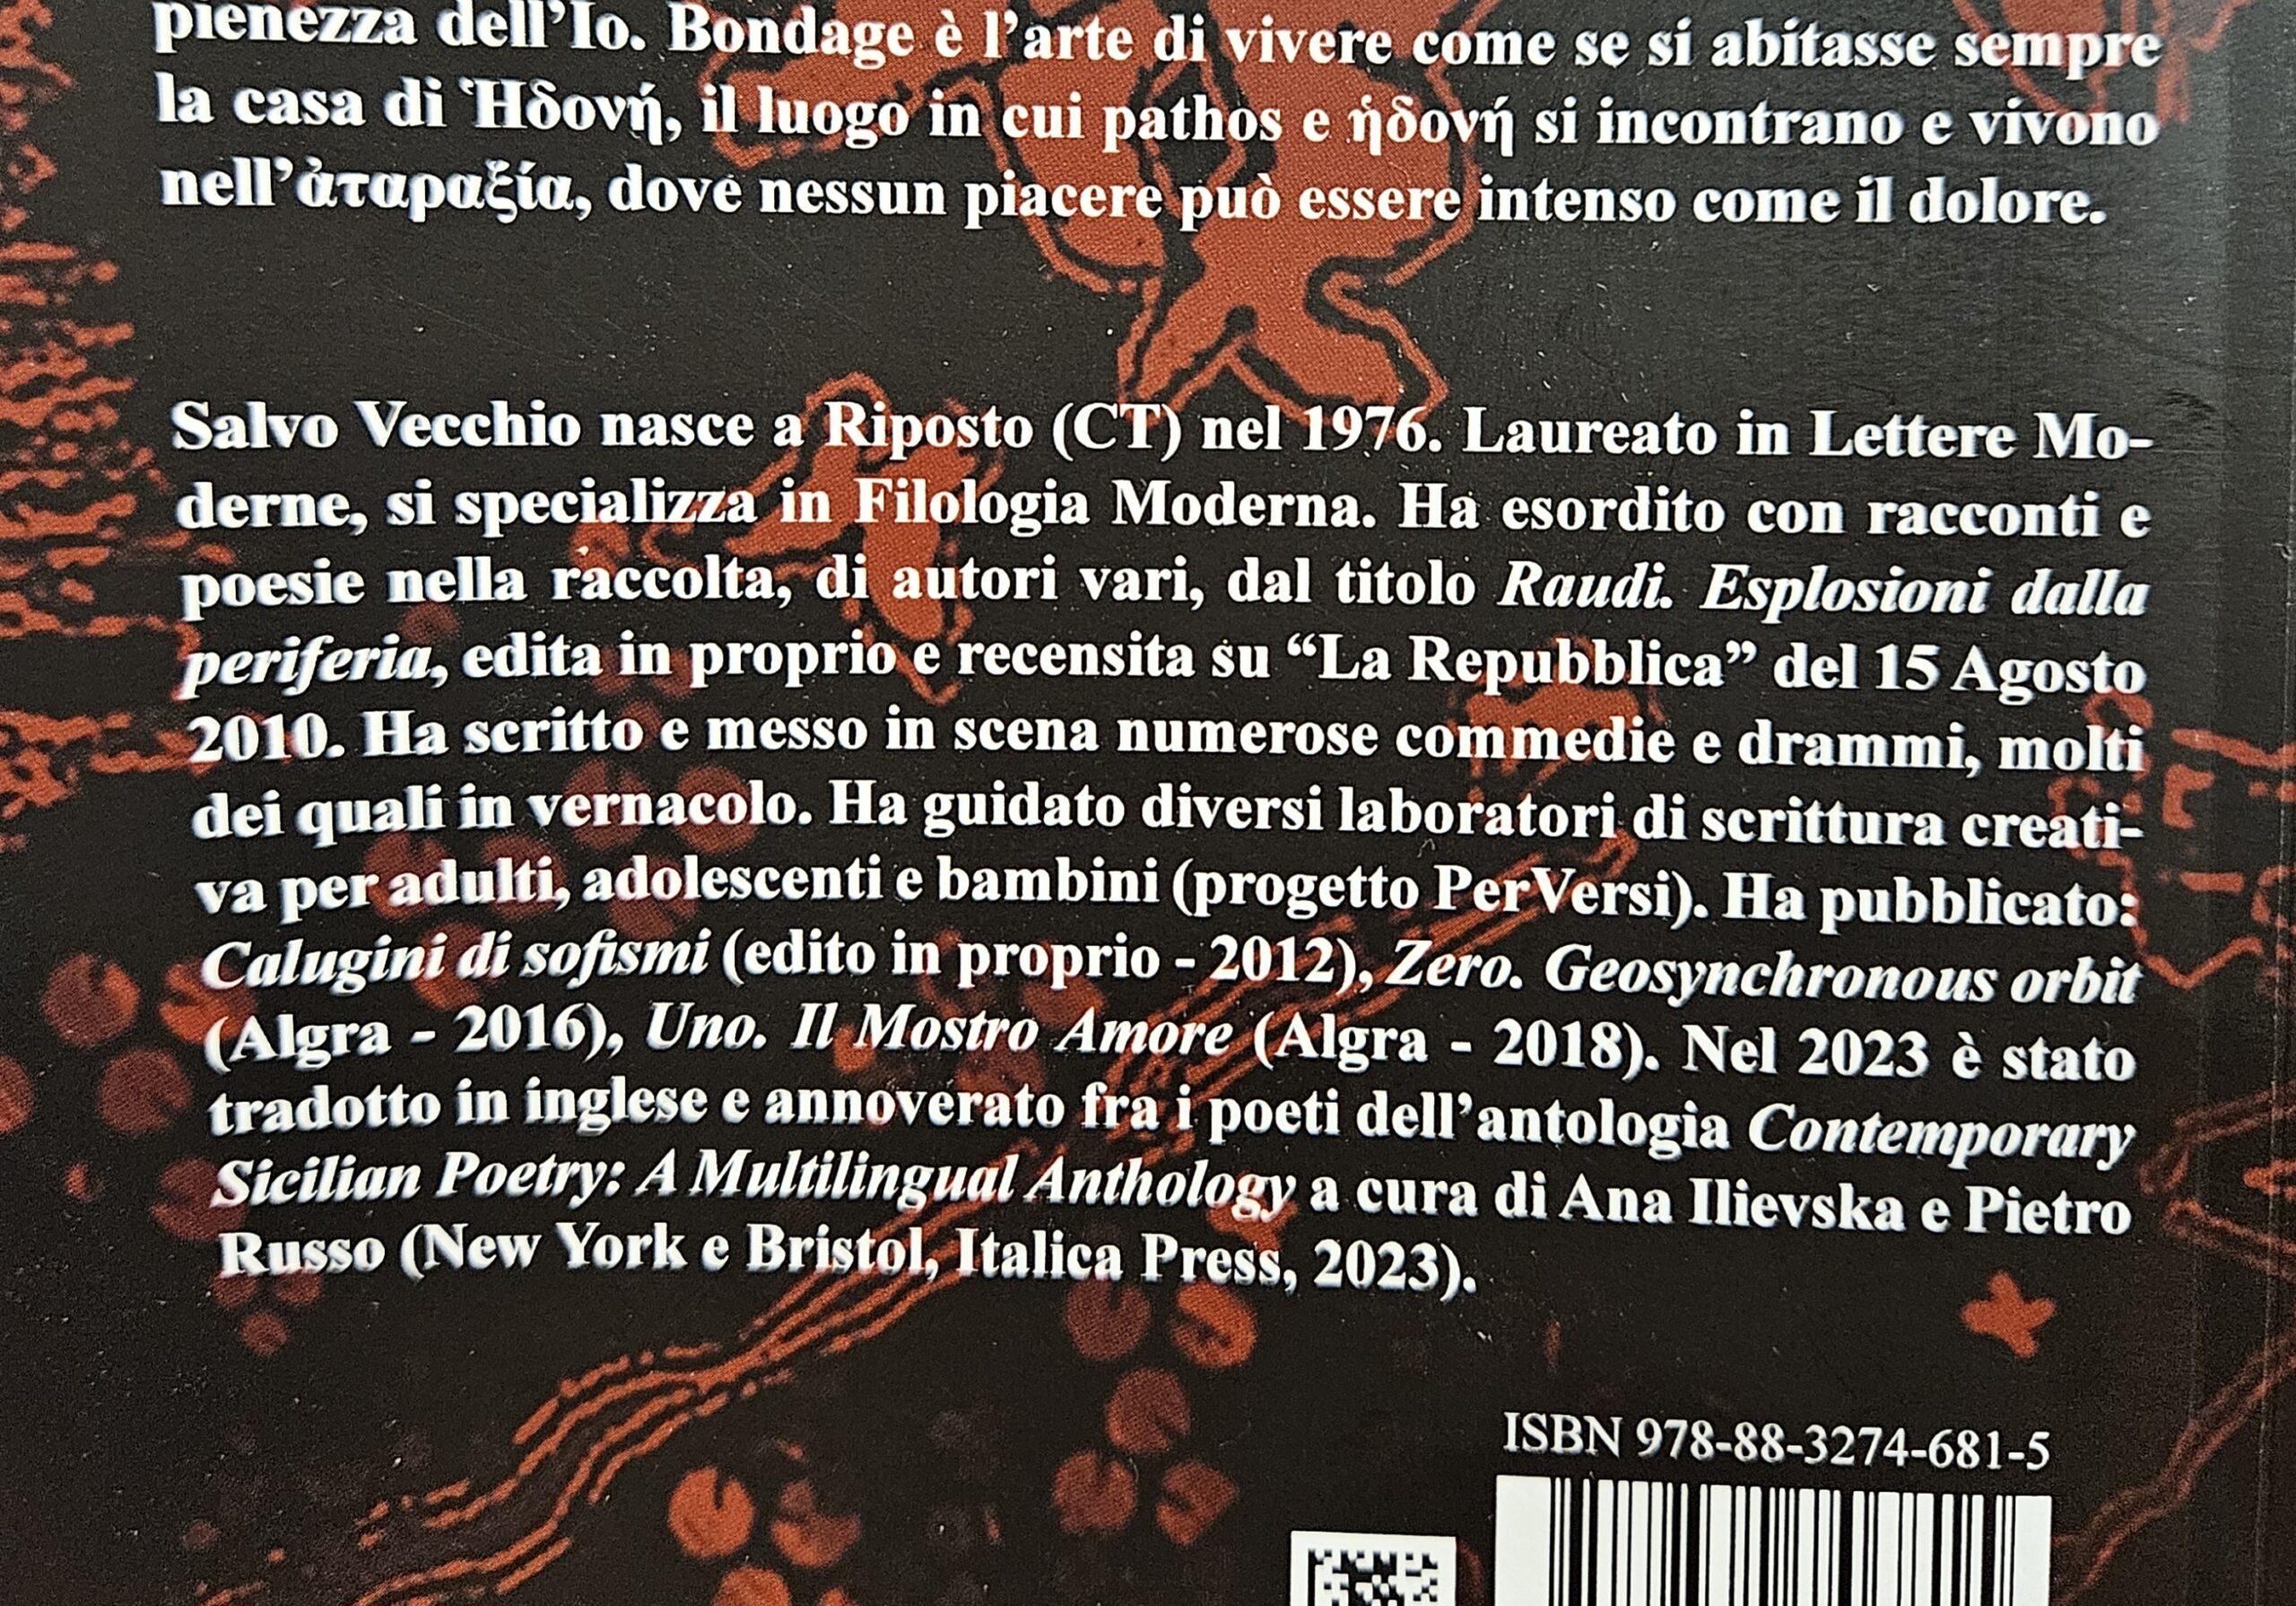 pienezza dell'Io. Bondage è l'arte di vivere come se si abitasse sempre
la casa di Ἡδονή, il luogo in cui pathos e ἡδονή si incontrano e vivono
nell'ἀταραξία, dove nessun piacere può essere intenso come il dolore.
Salvo Vecchio nasce a Riposto (CT) nel 1976. Laureato in Lettere Mo-
derne, si specializza in Filologia Moderna. Ha esordito con racconti e
poesie nella raccolta, di autori vari, dal titolo Raudi. Esplosioni dalla
periferia, edita in proprio e recensita su “La Repubblica” del 15 Agosto
2010. Ha scritto e messo in scena numerose commedie e drammi, molti
dei quali in vernacolo. Ha guidato diversi laboratori di scrittura creati-
va per adulti, adolescenti e bambini (progetto PerVersi). Ha pubblicato:
Calugini di sofismi (edito in proprio - 2012), Zero. Geosynchronous orbit
(Algra - 2016), Uno. Il Mostro Amore (Algra - 2018). Nel 2023 è stato
tradotto in inglese e annoverato fra i poeti dell'antologia Contemporary
Sicilian Poetry: A Multilingual Anthology a cura di Ana Ilievska e Pietro
Russo (New York e Bristol, Italica Press, 2023).
ISBN 978-88-3274-681-5